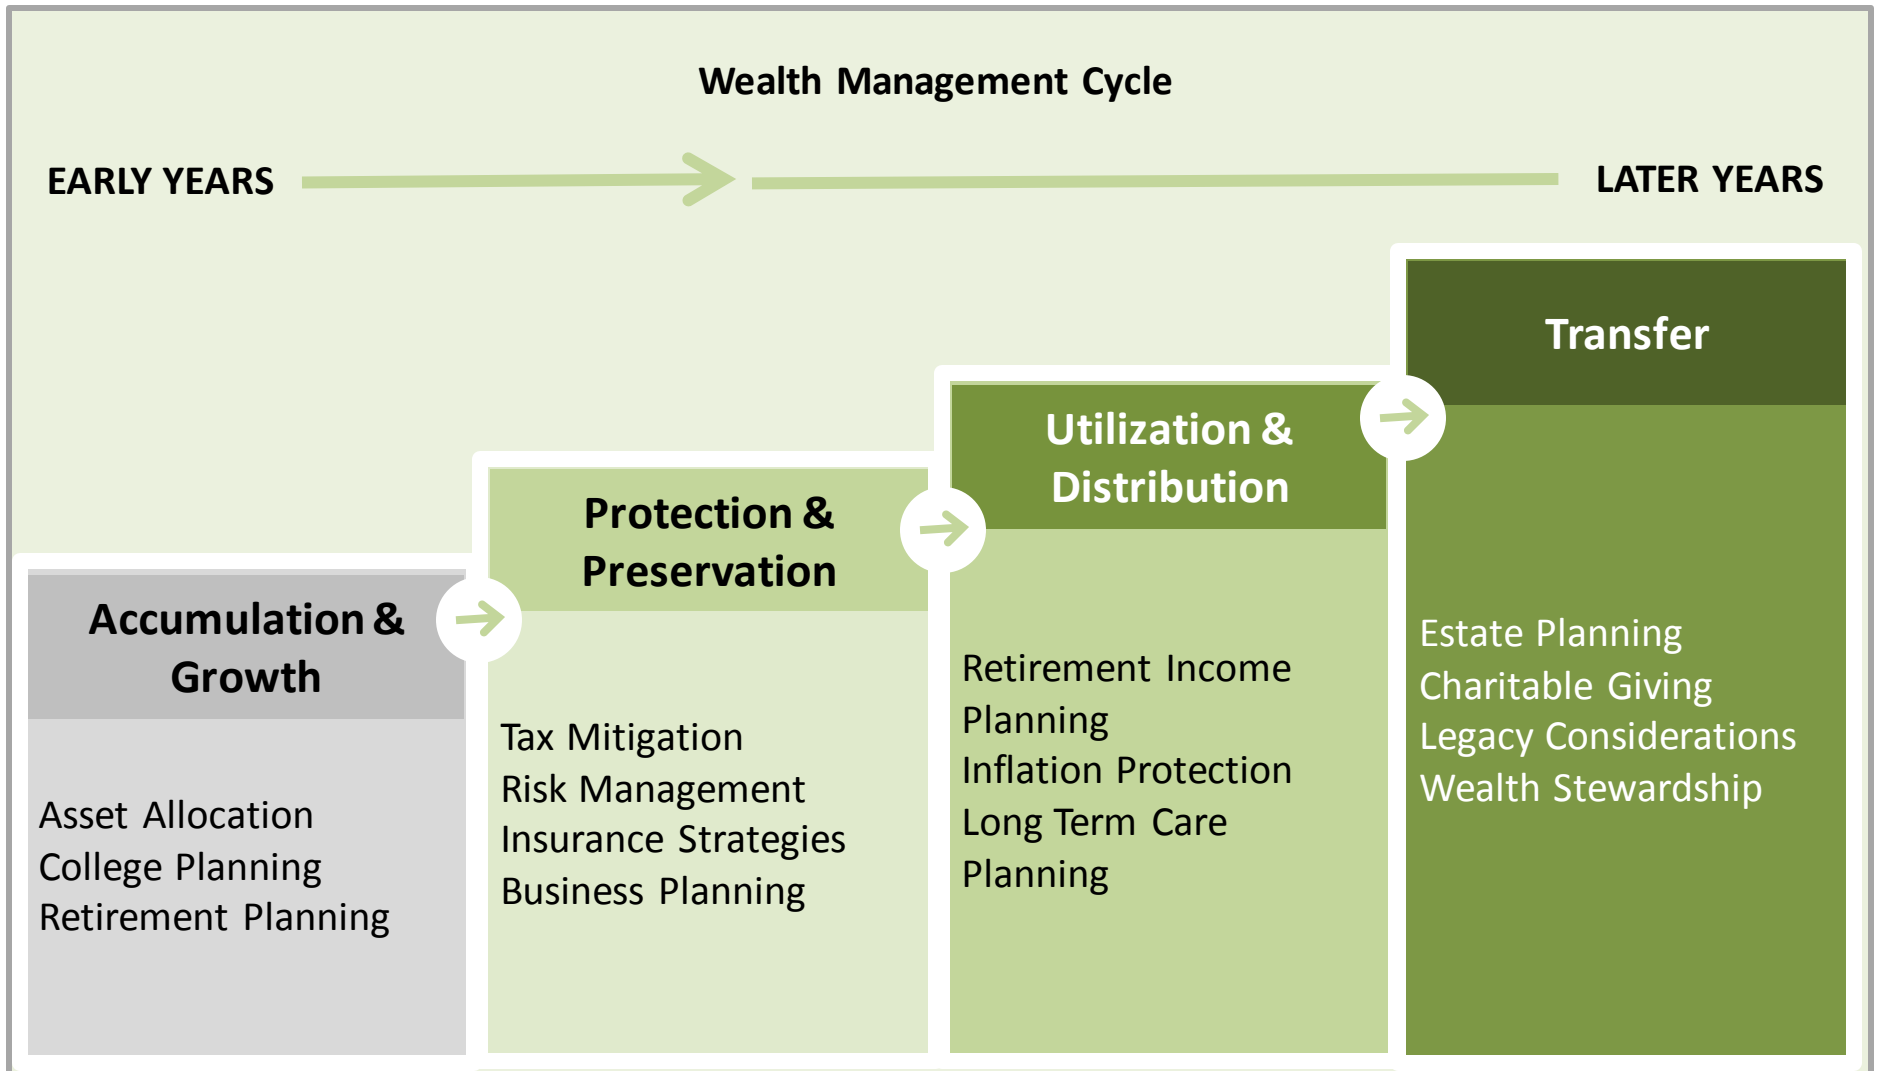 Wealth Management Cycle
EARLY YEARS
LATER YEARS
Accumulation &
Growth
Asset Allocation
College Planning
Retirement Planning
Protection &
Preservation
Tax Mitigation
Risk Management
Insurance Strategies
Business Planning
Utilization &
Distribution
Retirement Income
Planning
Inflation Protection
Long Term Care
Planning
Transfer
Estate Planning
Charitable Giving
Legacy Considerations
Wealth Stewardship